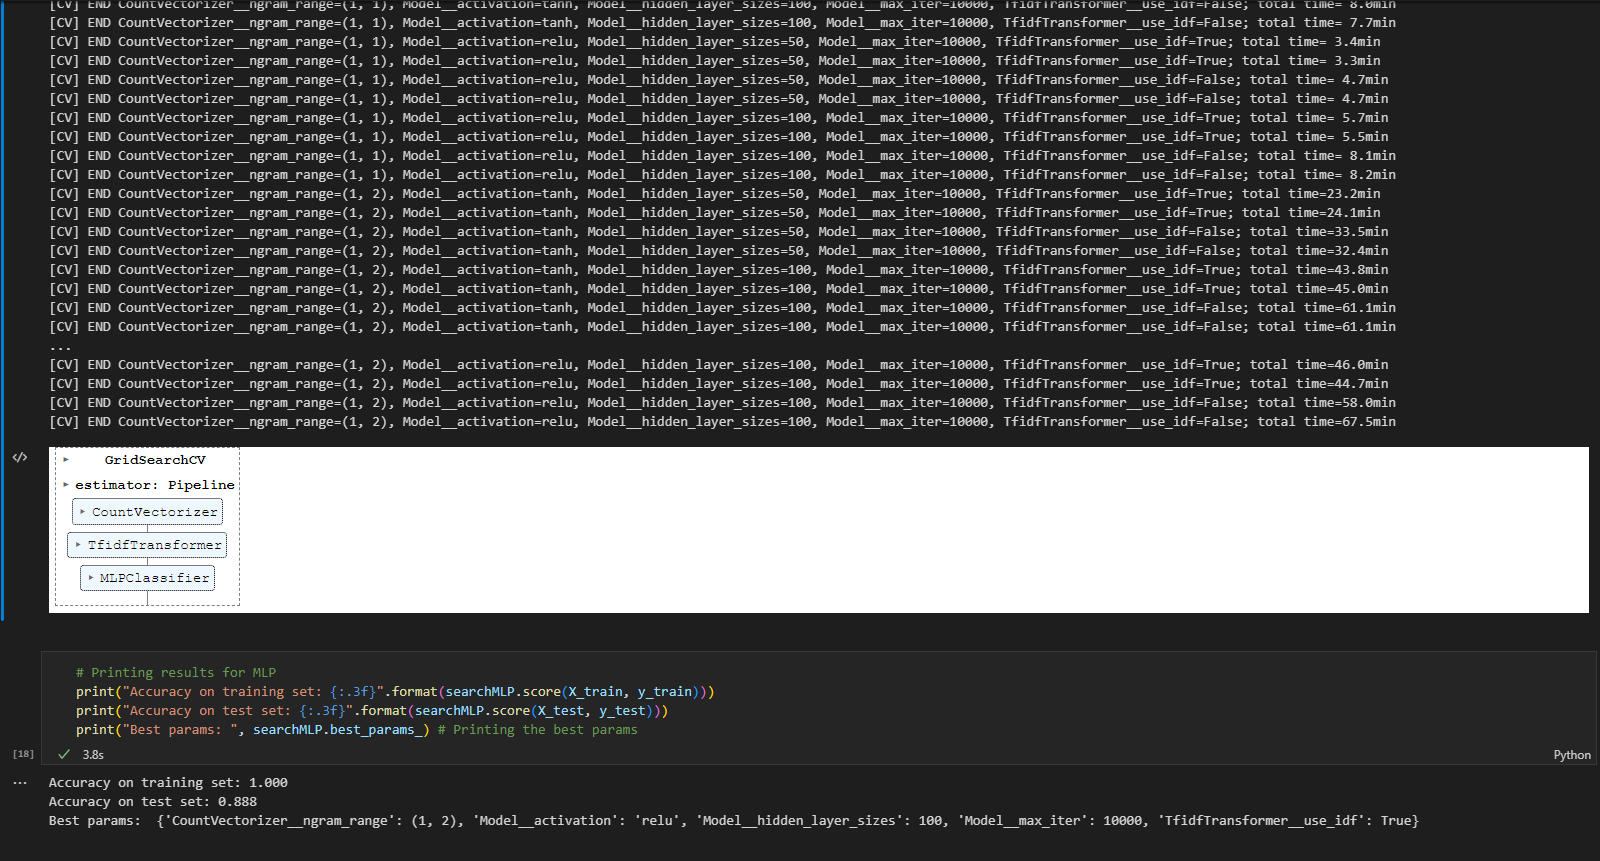 [CV] END CountVectorizer__ngram_range=(1, 1), Model__activation=tanh, Model__hidden_layer_sizes=100, Model__max_iter=10000, TfidfTransformer__use_idf=False; total time= 8.0min
[CV] END CountVectorizer__ngram_range=(1, 1), Model__activation=tanh, Model__hidden_layer_sizes=100, Model__max_iter=10000, TfidfTransformer__use_idf=False; total time= 7.7min
[CV] END CountVectorizer__ngram_range=(1, 1), Model__activation=relu, Model__hidden_layer_sizes=50, Model__max_iter=10000, TfidfTransformer__use_idf=True; total time= 3.4min
[CV] END CountVectorizer__ngram_range=(1, 1), Model__activation=relu, Model__hidden_layer_sizes=50, Model__max_iter=10000, TfidfTransformer__use_idf=True; total time= 3.3min
[CV] END CountVectorizer__ngram_range=(1, 1), Model__activation=relu, Model__hidden_layer_sizes=50, Model__max_iter=10000, TfidfTransformer__use_idf=False; total time= 4.7min
[CV] END CountVectorizer__ngram_range=(1, 1), Model__activation=relu, Model__hidden_layer_sizes=50, Model__max_iter=10000, TfidfTransformer__use_idf=False; total time= 4.7min
[CV] END CountVectorizer__ngram_range=(1, 1), Model__activation=relu, Model__hidden_layer_sizes=100, Model__max_iter=10000, TfidfTransformer__use_idf=True; total time= 5.7min
[CV] END CountVectorizer__ngram_range=(1, 1), Model__activation=relu, Model__hidden_layer_sizes=100, Model__max_iter=10000, TfidfTransformer__use_idf=True; total time= 5.5min
[CV] END CountVectorizer__ngram_range=(1, 1), Model__activation=relu, Model__hidden_layer_sizes=100, Model__max_iter=10000, TfidfTransformer__use_idf=False; total time= 8.1min
[CV] END CountVectorizer__ngram_range=(1, 1), Model__activation=relu, Model__hidden_layer_sizes=100, Model__max_iter=10000, TfidfTransformer__use_idf=False; total time= 8.2min
[CV] END CountVectorizer__ngram_range=(1, 2), Model__activation=tanh, Model__hidden_layer_sizes=50, Model__max_iter=10000, TfidfTransformer__use_idf=True; total time=23.2min
[CV] END CountVectorizer__ngram_range=(1, 2), Model__activation=tanh, Model__hidden_layer_sizes=50, Model__max_iter=10000, TfidfTransformer__use_idf=True; total time=24.1min
[CV] END CountVectorizer__ngram_range=(1, 2), Model__activation=tanh, Model__hidden_layer_sizes=50, Model__max_iter=10000, TfidfTransformer__use_idf=False; total time=33.5min
[CV] END CountVectorizer__ngram_range=(1, 2), Model__activation=tanh, Model__hidden_layer_sizes=50, Model__max_iter=10000, TfidfTransformer__use_idf=False; total time=32.4min
[CV] END CountVectorizer__ngram_range=(1, 2), Model__activation=tanh, Model__hidden_layer_sizes=100, Model__max_iter=10000, TfidfTransformer__use_idf=True; total time=43.8min
[CV] END CountVectorizer__ngram_range=(1, 2), Model__activation=tanh, Model__hidden_layer_sizes=100, Model__max_iter=10000, TfidfTransformer__use_idf=True; total time=45.0min
[CV] END CountVectorizer__ngram_range=(1, 2), Model__activation=tanh, Model__hidden_layer_sizes=100, Model__max_iter=10000, TfidfTransformer__use_idf=False; total time=61.1min
[CV] END CountVectorizer__ngram_range=(1, 2), Model__activation=tanh, Model__hidden_layer_sizes=100, Model__max_iter=10000, TfidfTransformer__use_idf=False; total time=61.1min
...
[CV] END CountVectorizer__ngram_range=(1, 2), Model__activation=relu, Model__hidden_layer_sizes=100, Model__max_iter=10000, TfidfTransformer__use_idf=True; total time=46.0min
[CV] END CountVectorizer__ngram_range=(1, 2), Model__activation=relu, Model__hidden_layer_sizes=100, Model__max_iter=10000, TfidfTransformer__use_idf=True; total time=44.7min
[CV] END CountVectorizer__ngram_range=(1, 2), Model__activation=relu, Model__hidden_layer_sizes=100, Model__max_iter=10000, TfidfTransformer__use_idf=False; total time=58.0min
[CV] END CountVectorizer__ngram_range=(1, 2), Model__activation=relu, Model__hidden_layer_sizes=100, Model__max_iter=10000, TfidfTransformer__use_idf=False; total time=67.5min
GridSearchCV
estimator: Pipeline
CountVectorizer
TfidfTransformer
MLPClassifier
# Printing results for MLP
print("Accuracy on training set: {:.3f}".format(searchMLP.score(X_train, y_train)))
print("Accuracy on test set: {:.3f}".format(searchMLP.score(X_test, y_test)))
print("Best params: ", searchMLP.best_params_) # Printing the best params
[18] ✓ 3.8s Python
... Accuracy on training set: 1.000
Accuracy on test set: 0.888
Best params:  {'CountVectorizer__ngram_range': (1, 2), 'Model__activation': 'relu', 'Model__hidden_layer_sizes': 100, 'Model__max_iter': 10000, 'TfidfTransformer__use_idf': True}